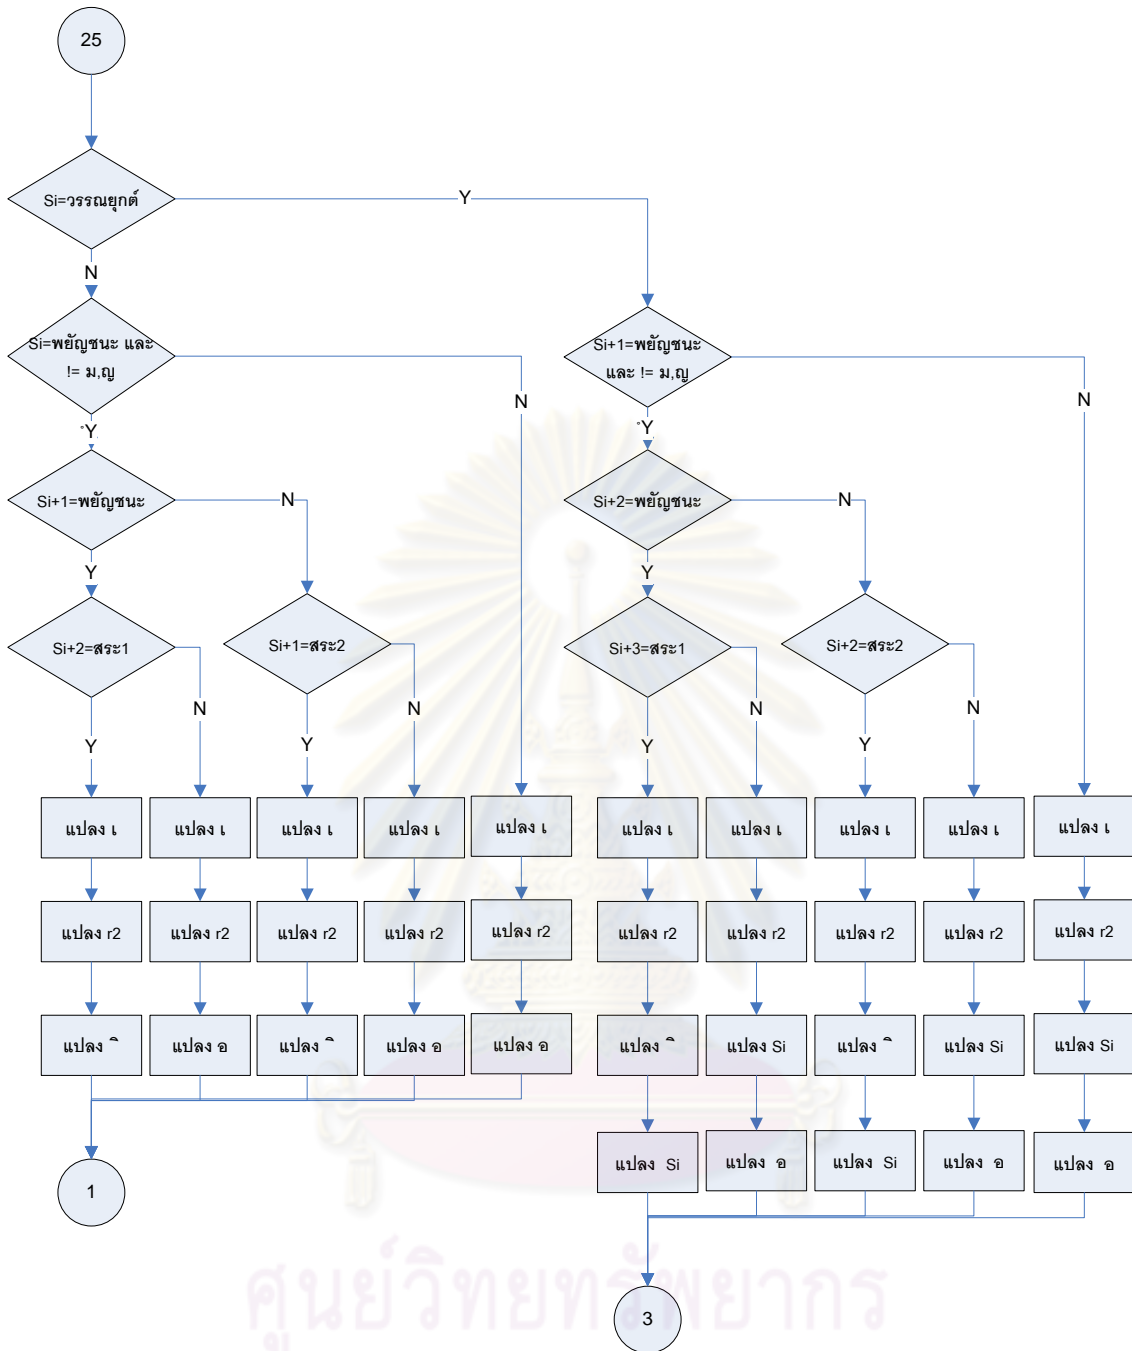 25
Si=วรรณยุกต์
Y
N
Si=พยัญชนะ และ
!= ม,ญ
Si+1=พยัญชนะ
และ != ม,ญ
N
N
Y
Y
Si+1=พยัญชนะ
N
Si+2=พยัญชนะ
N
Y
Y
Si+2=สระ1
Si+1=สระ2
Si+3=สระ1
Si+2=สระ2
N
N
N
N
Y
Y
Y
Y
แปลง เ
แปลง เ
แปลง เ
แปลง เ
แปลง เ
แปลง เ
แปลง เ
แปลง เ
แปลง เ
แปลง เ
แปลง r2
แปลง r2
แปลง r2
แปลง r2
แปลง r2
แปลง r2
แปลง r2
แปลง r2
แปลง r2
แปลง r2
แปลง ิ
แปลง อ
แปลง ิ
แปลง อ
แปลง อ
แปลง ิ
แปลง Si
แปลง ิ
แปลง Si
แปลง Si
แปลง Si
แปลง อ
แปลง Si
แปลง อ
แปลง อ
1
3
ศูนย์วิทยทรัพยากร